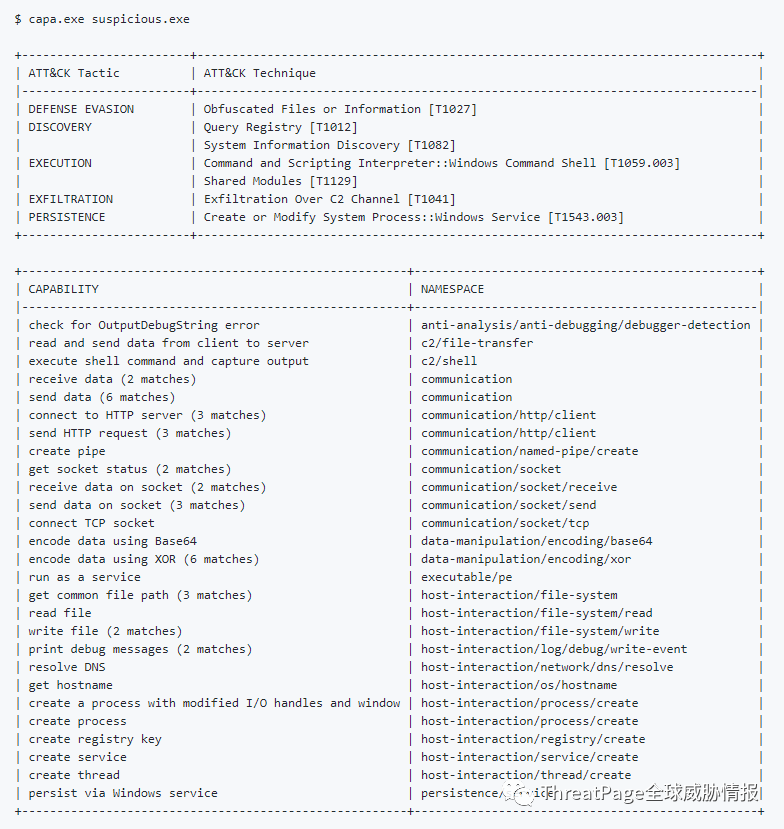 $ capa.exe suspicious.exe
ATT&CK Tactic | ATT&CK Technique
DEFENSE EVASION | Obfuscated Files or Information [T1027]
DISCOVERY | Query Registry [T1012]
| System Information Discovery [T1082]
EXECUTION | Command and Scripting Interpreter::Windows Command Shell [T1059.003]
| Shared Modules [T1129]
EXFILTRATION | Exfiltration Over C2 Channel [T1041]
PERSISTENCE | Create or Modify System Process::Windows Service [T1543.003]
CAPABILITY | NAMESPACE
check for OutputDebugString error | anti-analysis/anti-debugging/debugger-detection
read and send data from client to server | c2/file-transfer
execute shell command and capture output | c2/shell
receive data (2 matches) | communication
send data (6 matches) | communication
connect to HTTP server (3 matches) | communication/http/client
send HTTP request (3 matches) | communication/http/client
create pipe | communication/named-pipe/create
get socket status (2 matches) | communication/socket
receive data on socket (2 matches) | communication/socket/receive
send data on socket (3 matches) | communication/socket/send
connect TCP socket | communication/socket/tcp
encode data using Base64 | data-manipulation/encoding/base64
encode data using XOR (6 matches) | data-manipulation/encoding/xor
run as a service | executable/pe
get common file path (3 matches) | host-interaction/file-system
read file | host-interaction/file-system/read
write file (2 matches) | host-interaction/file-system/write
print debug messages (2 matches) | host-interaction/log/debug/write-event
resolve DNS | host-interaction/network/dns/resolve
get hostname | host-interaction/os/hostname
create a process with modified I/O handles and window | host-interaction/process/create
create process | host-interaction/process/create
create registry key | host-interaction/registry/create
create service | host-interaction/service/create
create thread | host-interaction/thread/create
persist via Windows service | persistence/
ThreatPage全球威胁情报